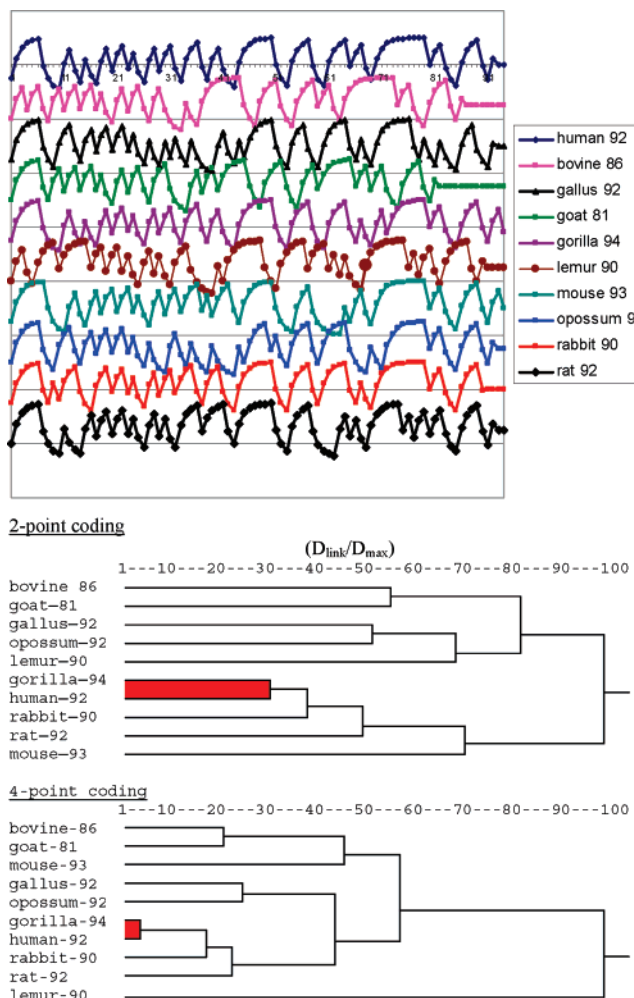 11 21 31 41 61 71 81
human 92
bovine 86
gallus 92
goat 81
gorilla 94
lemur 90
mouse 93
opossum 9
rabbit 90
rat 92
2-point coding
(Dlink/Dmax)
1---10---20---30---40---50---60---70---80---90---100
bovine 86
goat—81
gallus—92
opossum—92
lemur—90
gorilla—94
human—92
rabbit—90
rat—92
mouse—93
4-point coding
1---10---20---30---40---50---60---70---80---90---100
bovine-86
goat-81
mouse-93
gallus-92
opossum-92
gorilla-94
human-92
rabbit-90
rat-92
lemur-90